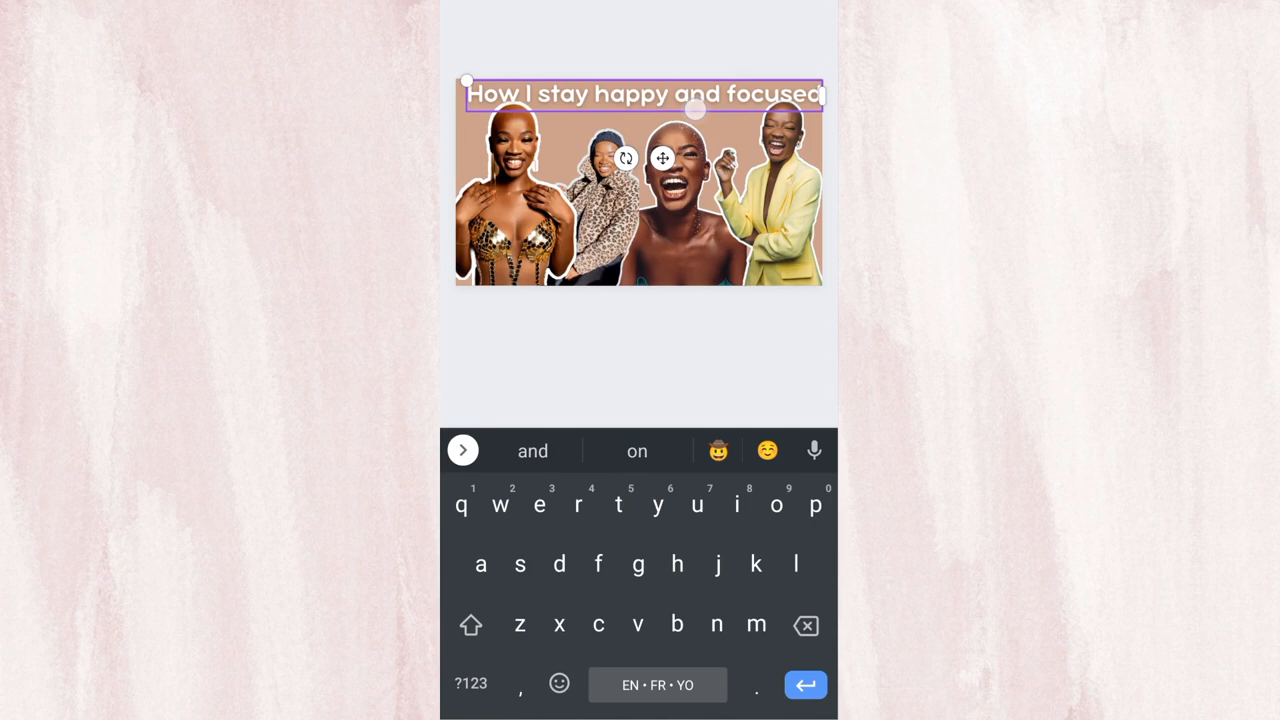 How I stay happy and focused
and on 🤠 ☺️
1 2 3 4 5 6 7 8 9 0
q w e r t y u i o p
a s d f g h j k l
z x c v b n m
?123 , EN • FR • YO .